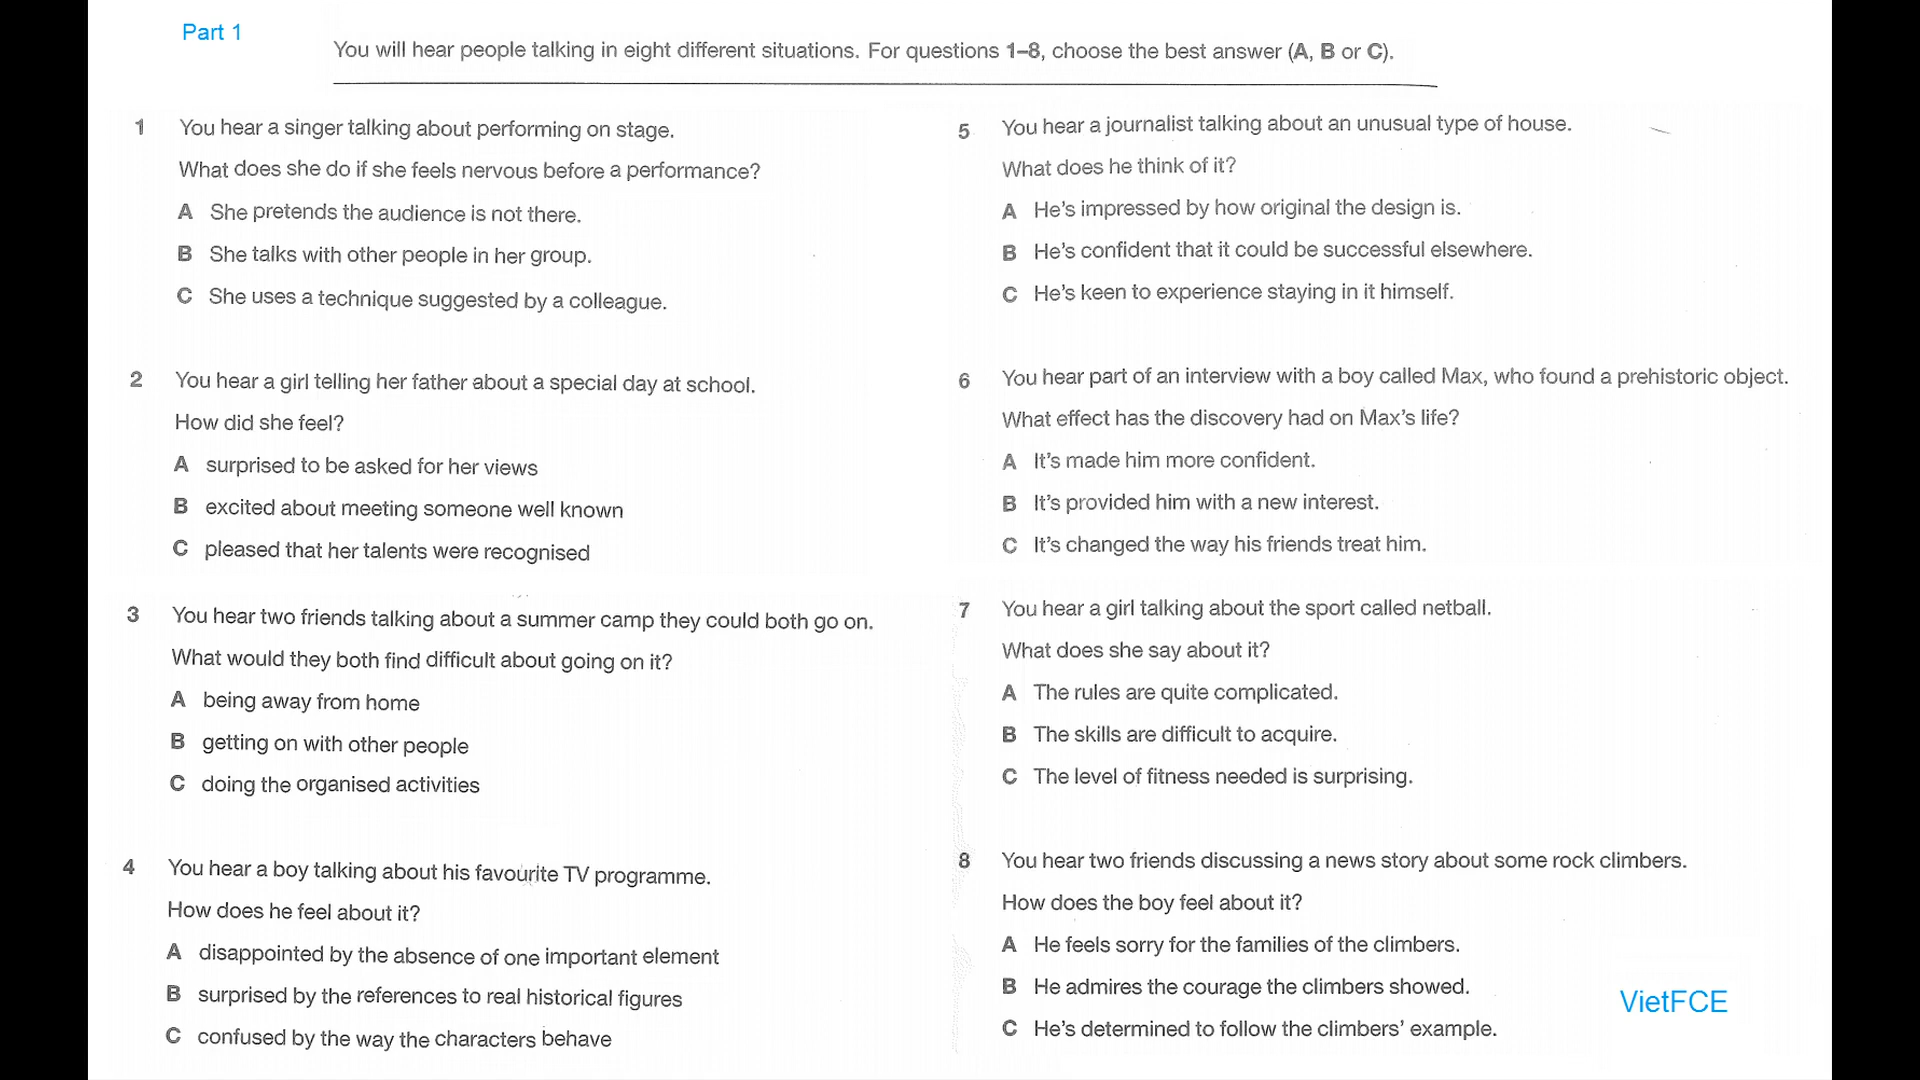 Part 1
You will hear people talking in eight different situations. For questions 1–8, choose the best answer (A, B or C).
1 You hear a singer talking about performing on stage.
What does she do if she feels nervous before a performance?
A She pretends the audience is not there.
B She talks with other people in her group.
C She uses a technique suggested by a colleague.
2 You hear a girl telling her father about a special day at school.
How did she feel?
A surprised to be asked for her views
B excited about meeting someone well known
C pleased that her talents were recognised
3 You hear two friends talking about a summer camp they could both go on.
What would they both find difficult about going on it?
A being away from home
B getting on with other people
C doing the organised activities
4 You hear a boy talking about his favourite TV programme.
How does he feel about it?
A disappointed by the absence of one important element
B surprised by the references to real historical figures
C confused by the way the characters behave
5 You hear a journalist talking about an unusual type of house.
What does he think of it?
A He's impressed by how original the design is.
B He's confident that it could be successful elsewhere.
C He's keen to experience staying in it himself.
6 You hear part of an interview with a boy called Max, who found a prehistoric object.
What effect has the discovery had on Max's life?
A It's made him more confident.
B It's provided him with a new interest.
C It's changed the way his friends treat him.
7 You hear a girl talking about the sport called netball.
What does she say about it?
A The rules are quite complicated.
B The skills are difficult to acquire.
C The level of fitness needed is surprising.
8 You hear two friends discussing a news story about some rock climbers.
How does the boy feel about it?
A He feels sorry for the families of the climbers.
B He admires the courage the climbers showed.
C He's determined to follow the climbers' example.
VietFCE